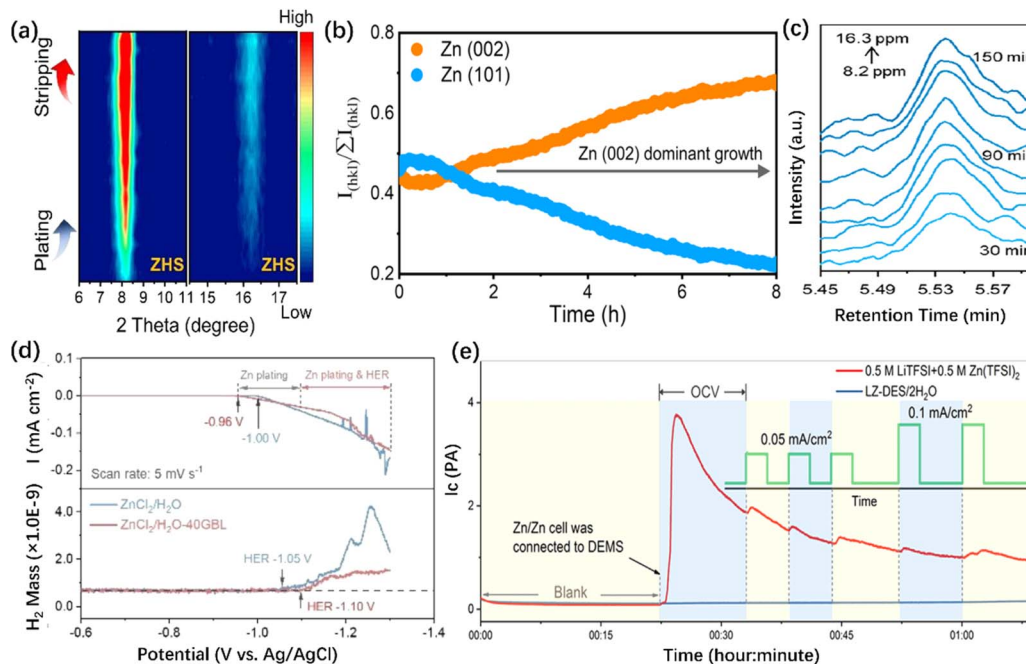 (a)
High
Stripping
Plating
ZHS
ZHS
6 7 8 9 10 11 15 16 17
Low
2 Theta (degree)
(b)
Zn (002)
Zn (101)
0.8
0.6
0.4
0.2
I(hkl)/ΣI(hkl)
Zn (002) dominant growth
0 2 4 6 8
Time (h)
(c)
16.3 ppm
8.2 ppm
150 min
90 min
30 min
Intensity (a.u.)
5.45 5.49 5.53 5.57
Retention Time (min)
(d)
0.1
0.0
-0.1
-0.2
I (mA cm⁻²)
Zn plating
Zn plating & HER
-0.96 V
-1.00 V
Scan rate: 5 mV s⁻¹
ZnCl₂/H₂O
ZnCl₂/H₂O-40GBL
4.0
2.0
0.0
H₂ Mass (×1.0E-9)
HER -1.05 V
HER -1.10 V
-0.6 -0.8 -1.0 -1.2 -1.4
Potential (V vs. Ag/AgCl)
(e)
0.5 M LiTFSI+0.5 M Zn(TFSI)₂
LZ-DES/2H₂O
OCV
0.1 mA/cm²
0.05 mA/cm²
Time
4
2
0
Ic (PA)
Zn/Zn cell was
connected to DEMS
Blank
00:00 00:15 00:30 00:45 01:00
Time (hour:minute)